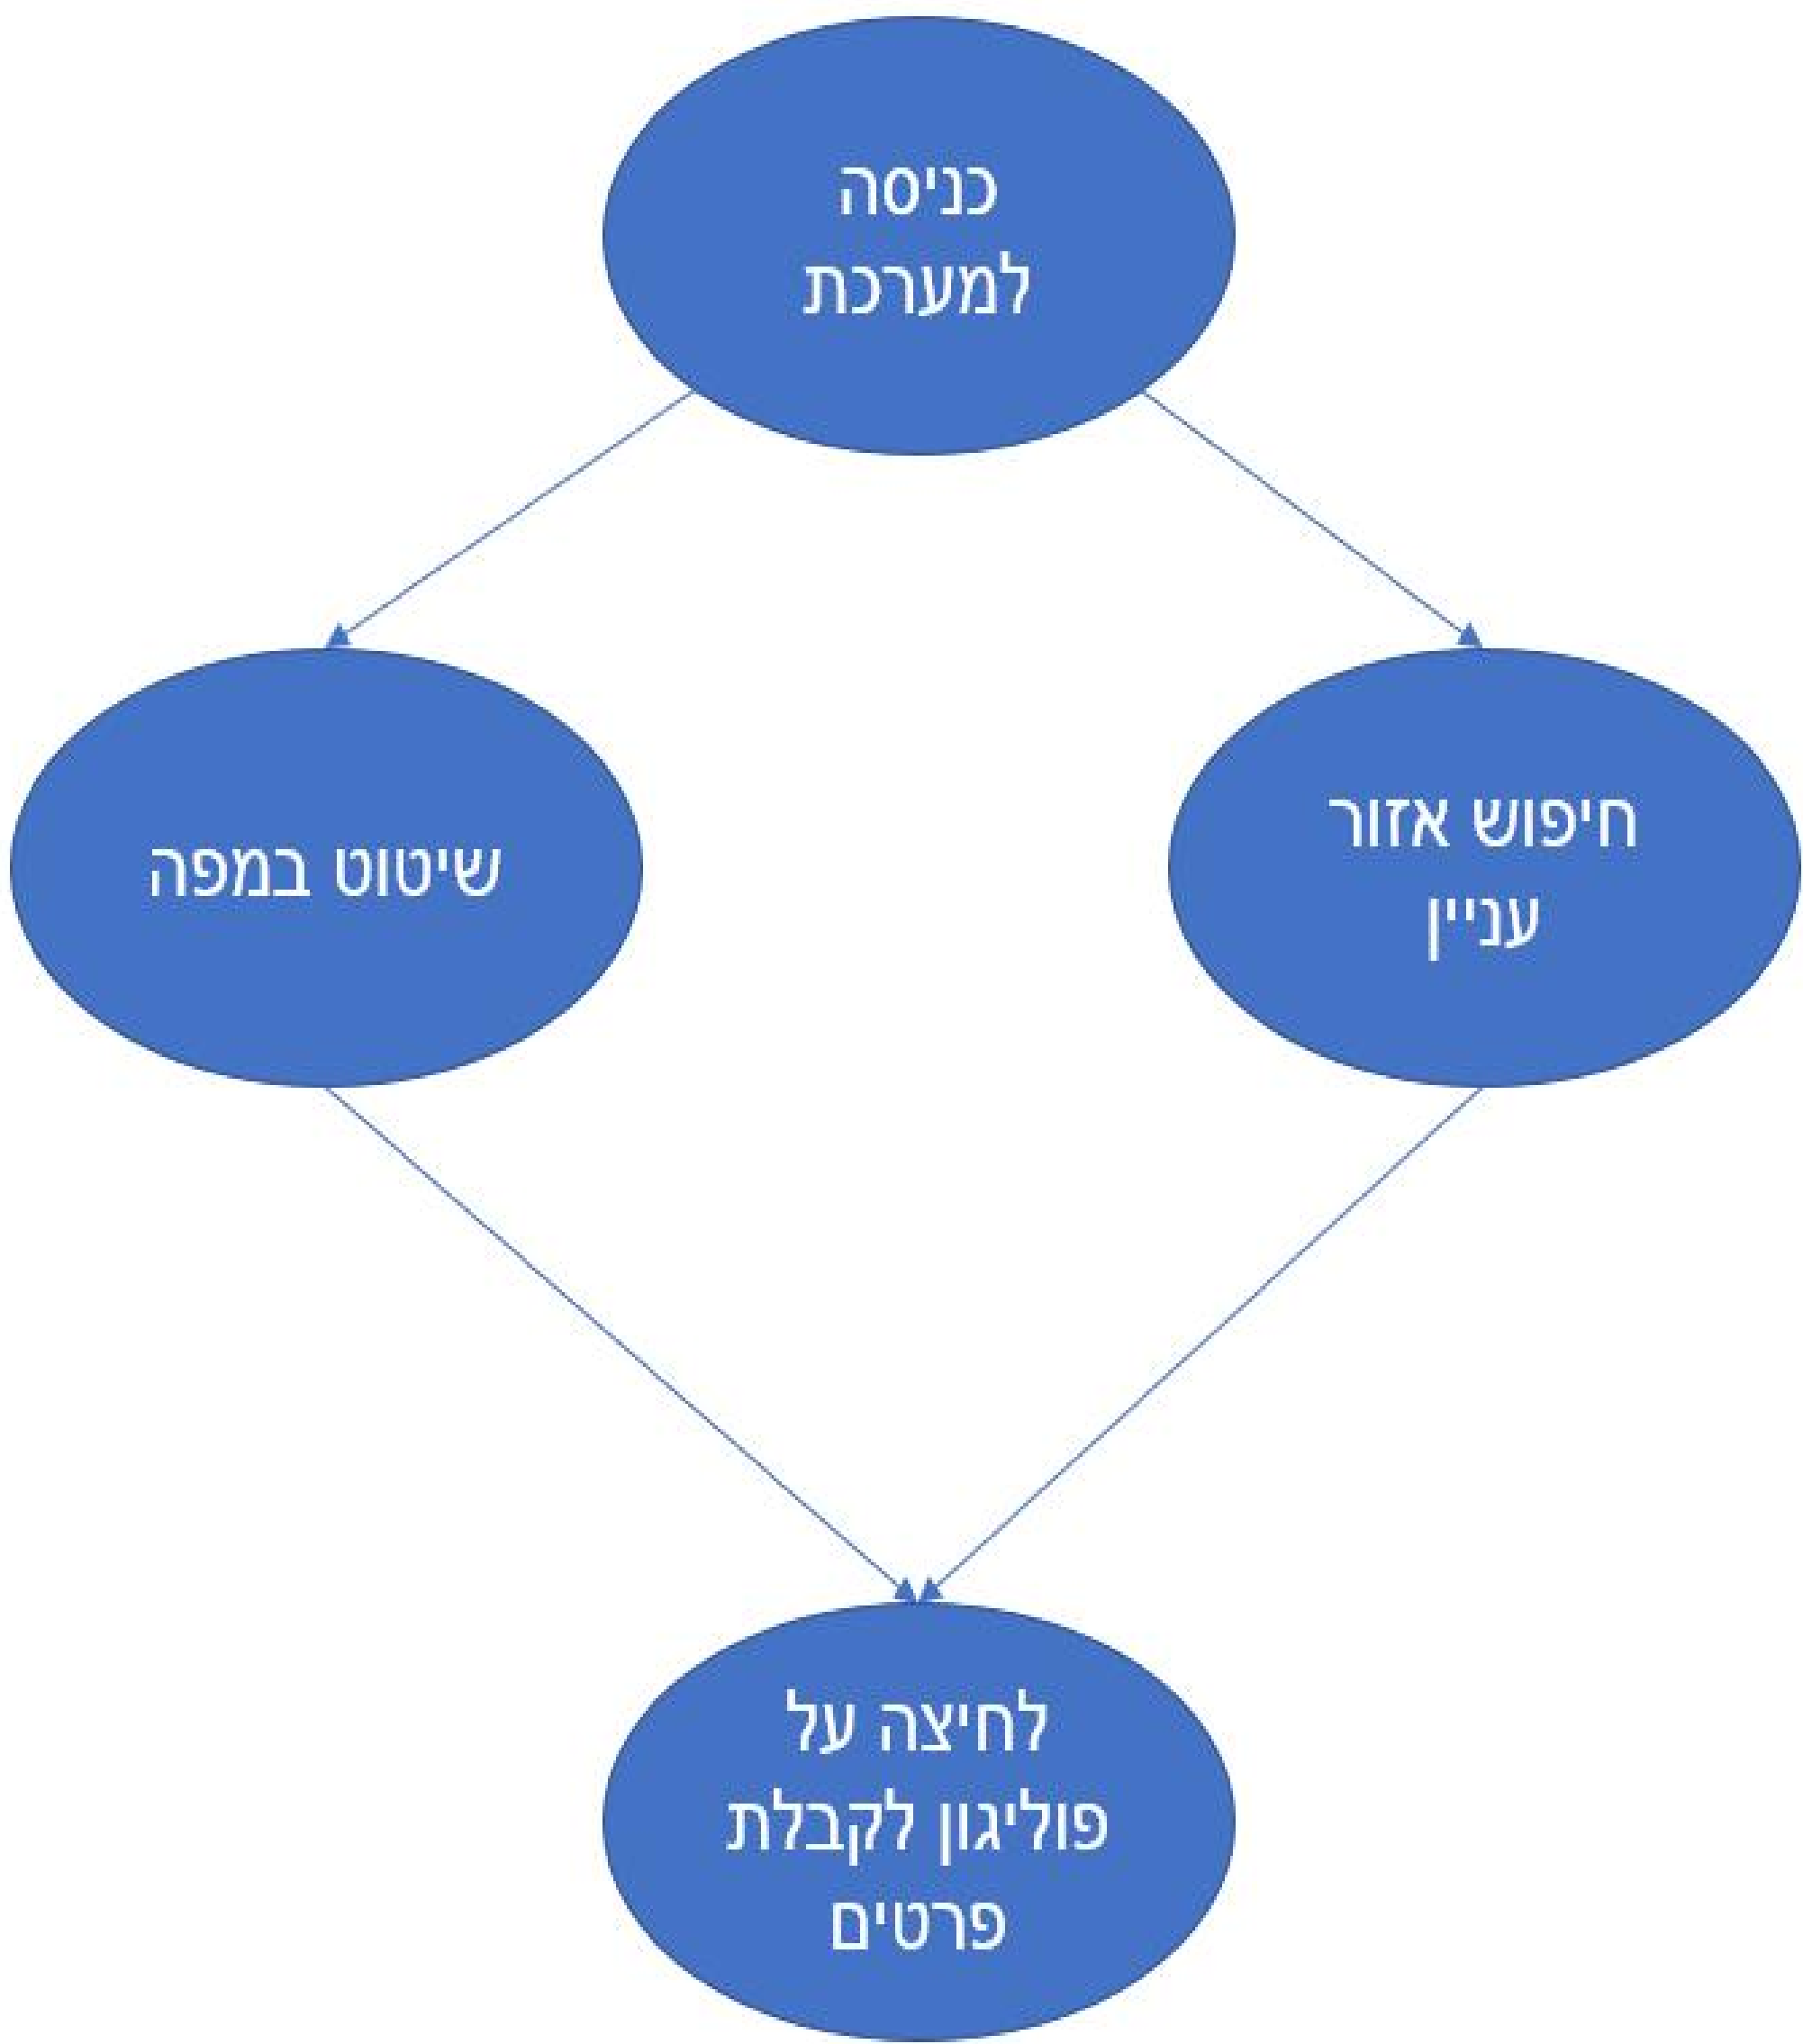 כניסה
למערכת
חיפוש אזור
עניין
שיטוט במפה
לחיצה על
פוליגון לקבלת
פרטים